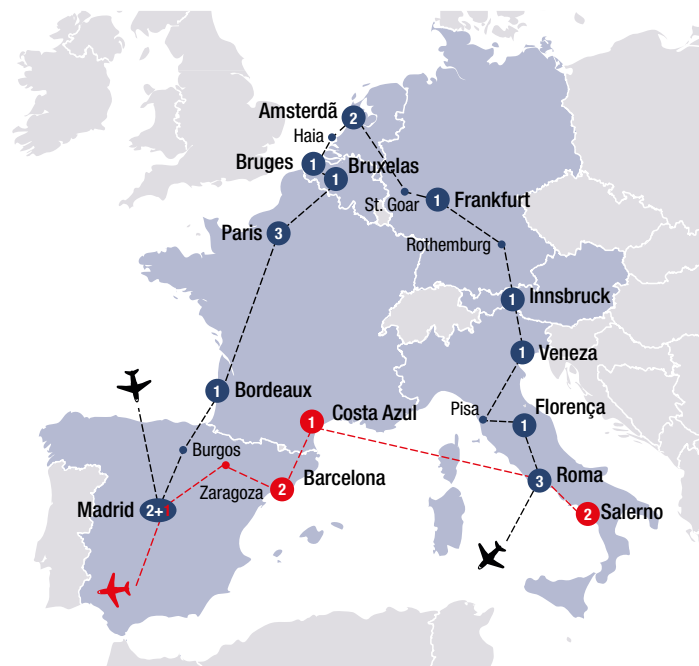 Amsterdã
2
Haia
Bruges
1
Bruxelas
1
St. Goar
1
Frankfurt
Paris
3
Rothemburg
1
Innsbruck
1
Veneza
1
Bordeaux
1
Costa Azul
Pisa
Florença
1
Burgos
Zaragoza
Barcelona
2
Roma
3
Madrid
2+1
2
Salerno